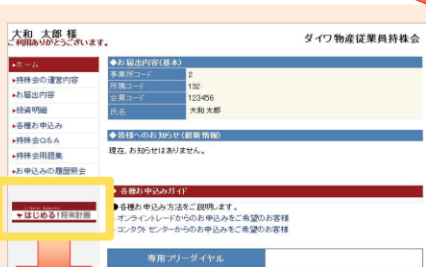 大和 太郎 様
ご利用ありがとうございます。
ダイワ物産従業員持株会
▸ホーム
▸持株会の運営内容
▸お届出内容
▸投資明細
▸各種お申込み
▸持株会Q&A
▸持株会用語集
▸お申込みの履歴照会
はじめる!将来計画
◆お届出内容(基本)
事業所コード 2
所属コード 132
会員コード 123456
氏名 大和 太郎
◆皆様へのお知らせ(最新情報)
現在、お知らせはありません。
各種お申込みガイド
●各種お申込み方法をご説明します。
オンライントレードからのお申込みをご希望のお客様
コンタクトセンターからのお申込みをご希望のお客様
専用フリーダイヤル